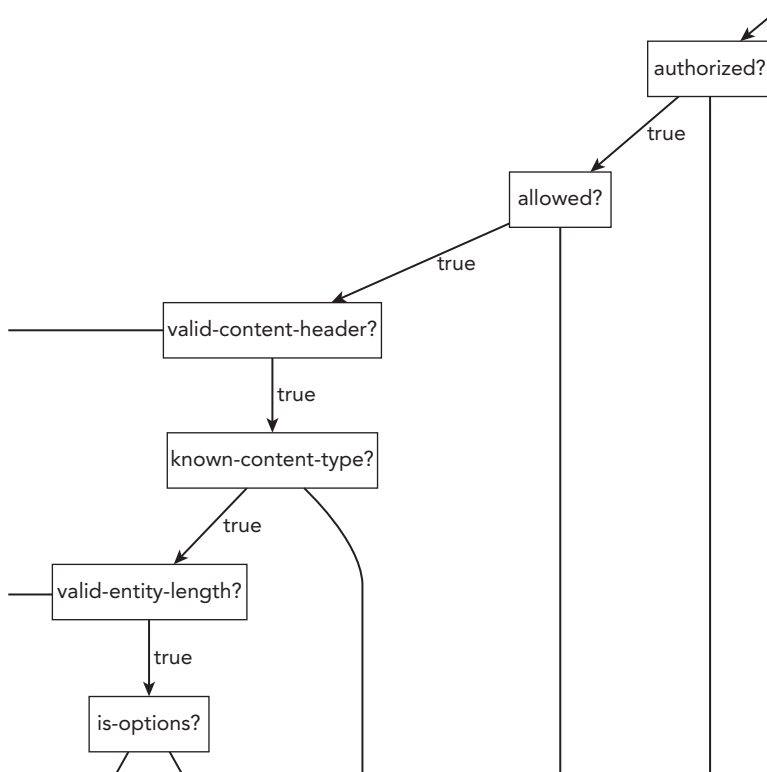 authorized?
true
allowed?
true
valid-content-header?
true
known-content-type?
true
valid-entity-length?
true
is-options?